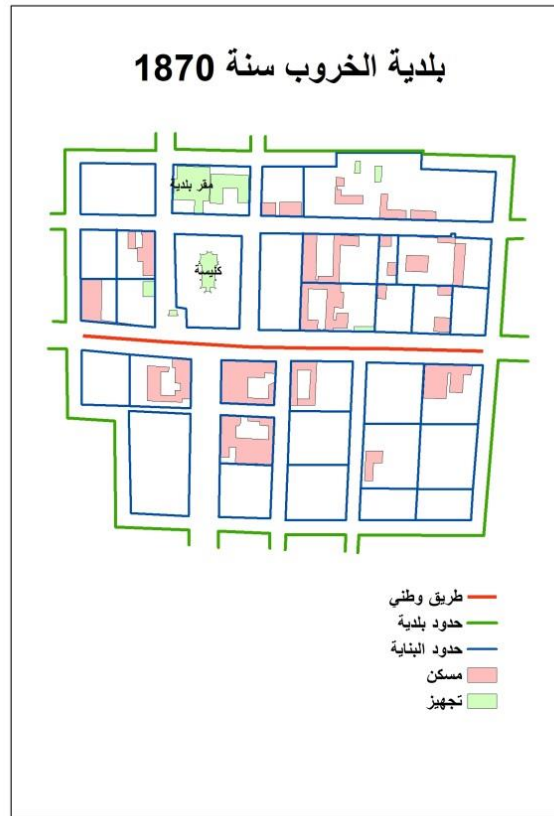 بلدية الخروب سنة 1870
مقر بلدية
كنيسة
طريق وطني
حدود بلدية
حدود البناية
مسكن
تجهيز